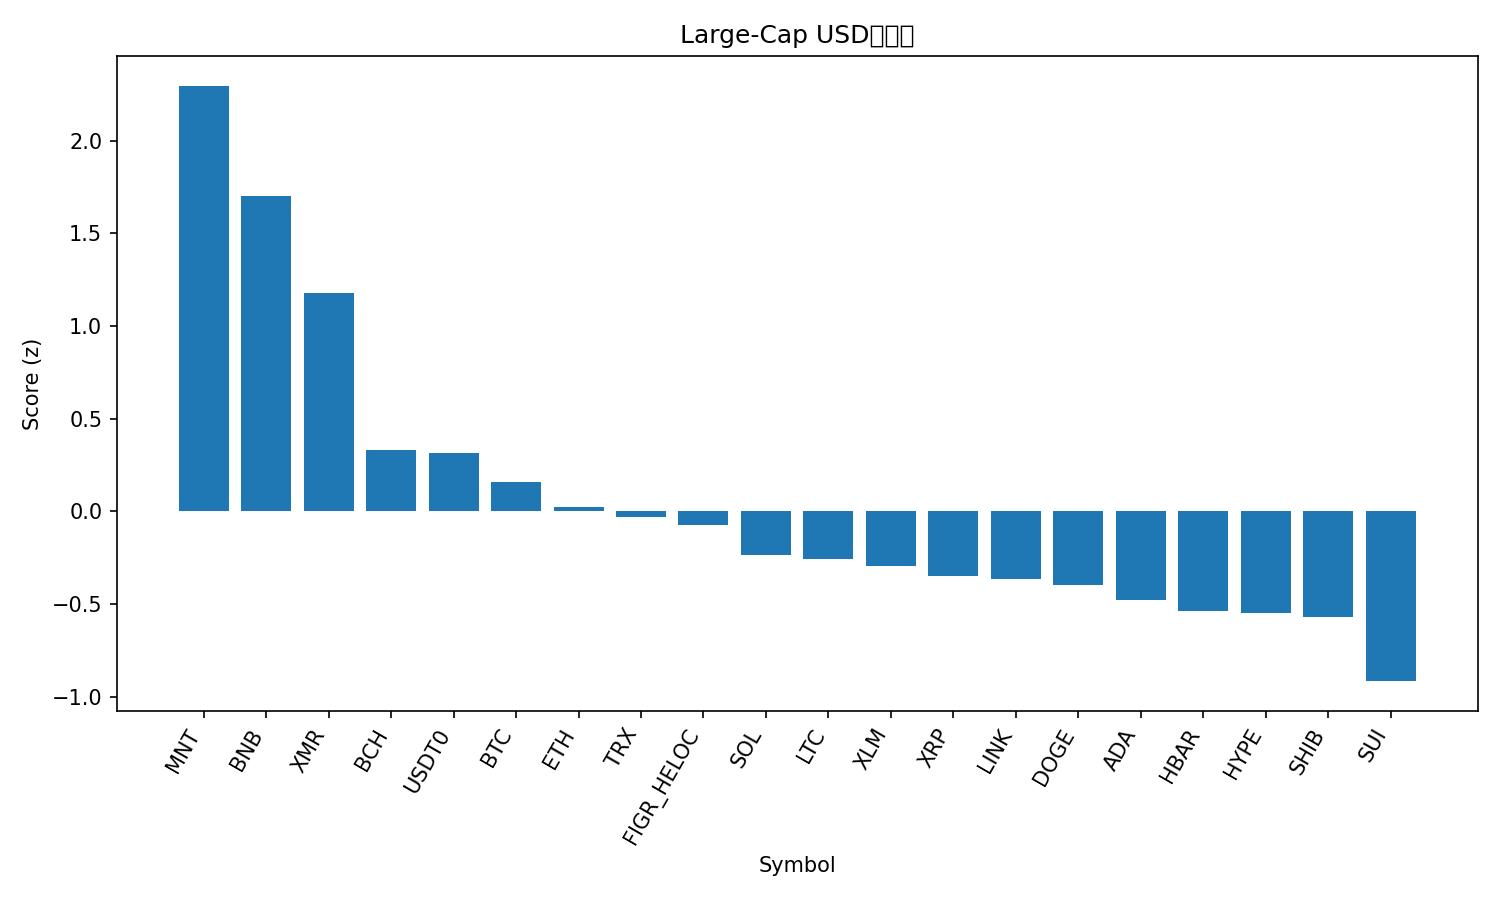 Large-Cap USD
Score (z)
2.0
1.5
1.0
0.5
0.0
−0.5
−1.0
MNT
BNB
XMR
BCH
USDT0
BTC
ETH
TRX
FIGR_HELOC
SOL
LTC
XLM
XRP
LINK
DOGE
ADA
HBAR
HYPE
SHIB
SUI
Symbol